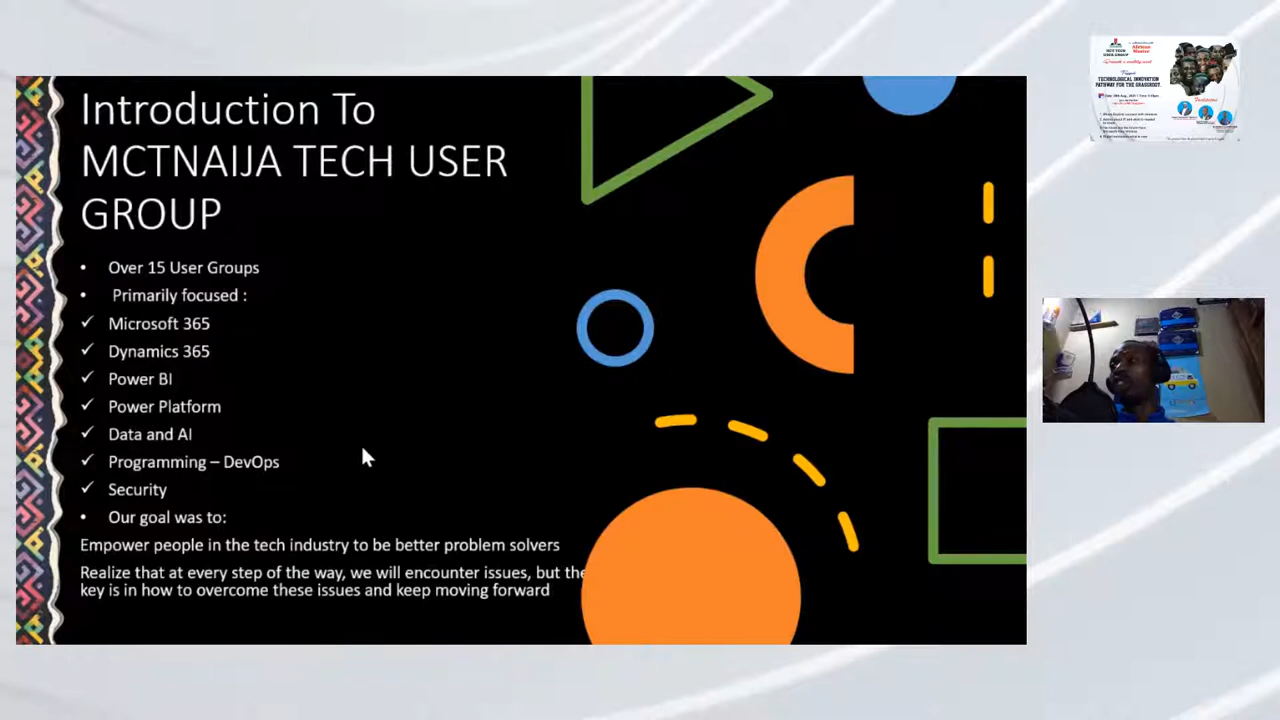 Introduction To
MCTNAIJA TECH USER
GROUP
• Over 15 User Groups
• Primarily focused :
✓ Microsoft 365
✓ Dynamics 365
✓ Power BI
✓ Power Platform
✓ Data and AI
✓ Programming – DevOps
✓ Security
• Our goal was to:
Empower people in the tech industry to be better problem solvers
Realize that at every step of the way, we will encounter issues, but the
key is in how to overcome these issues and keep moving forward
USER GROUP
TECHNOLOGICAL INNOVATION
PATHWAY FOR THE GRASSROOT.